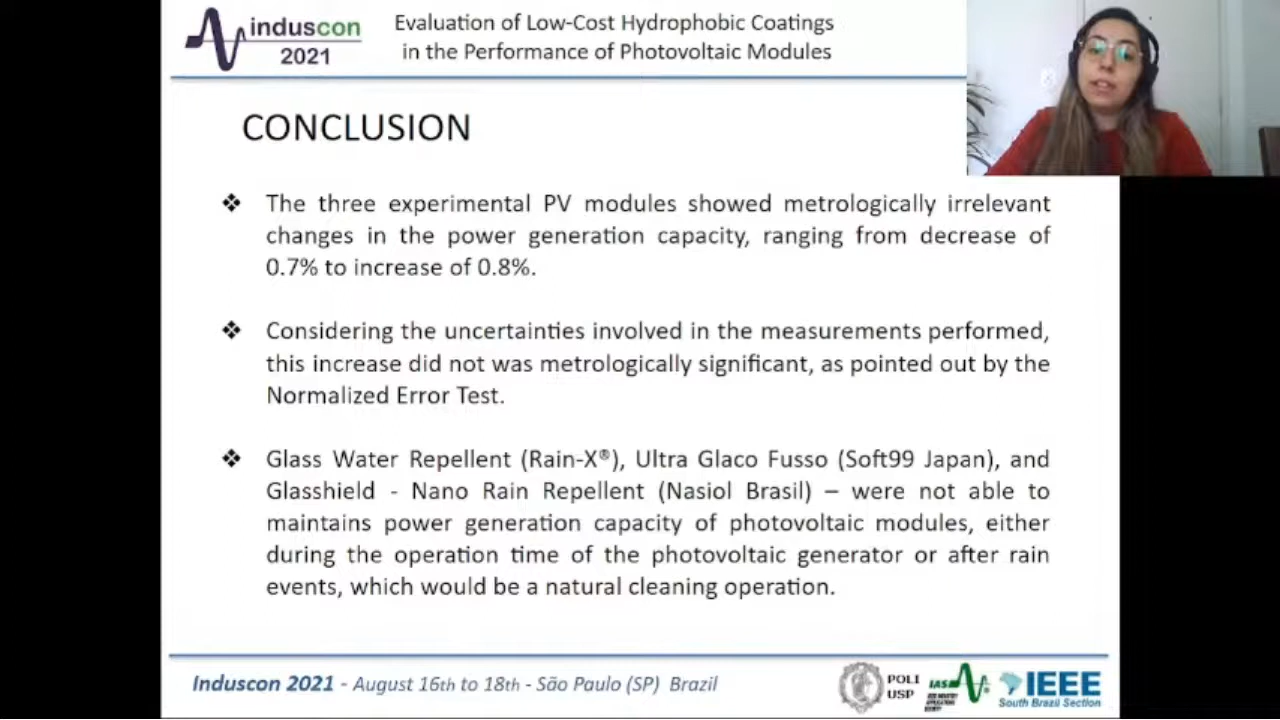 induscon
2021
Evaluation of Low-Cost Hydrophobic Coatings
in the Performance of Photovoltaic Modules
CONCLUSION
❖ The three experimental PV modules showed metrologically irrelevant
changes in the power generation capacity, ranging from decrease of
0.7% to increase of 0.8%.
❖ Considering the uncertainties involved in the measurements performed,
this increase did not was metrologically significant, as pointed out by the
Normalized Error Test.
❖ Glass Water Repellent (Rain-X®), Ultra Glaco Fusso (Soft99 Japan), and
Glasshield - Nano Rain Repellent (Nasiol Brasil) – were not able to
maintains power generation capacity of photovoltaic modules, either
during the operation time of the photovoltaic generator or after rain
events, which would be a natural cleaning operation.
Induscon 2021 - August 16th to 18th - São Paulo (SP) Brazil
POLI
USP
IAS
IEEE
South Brazil Section